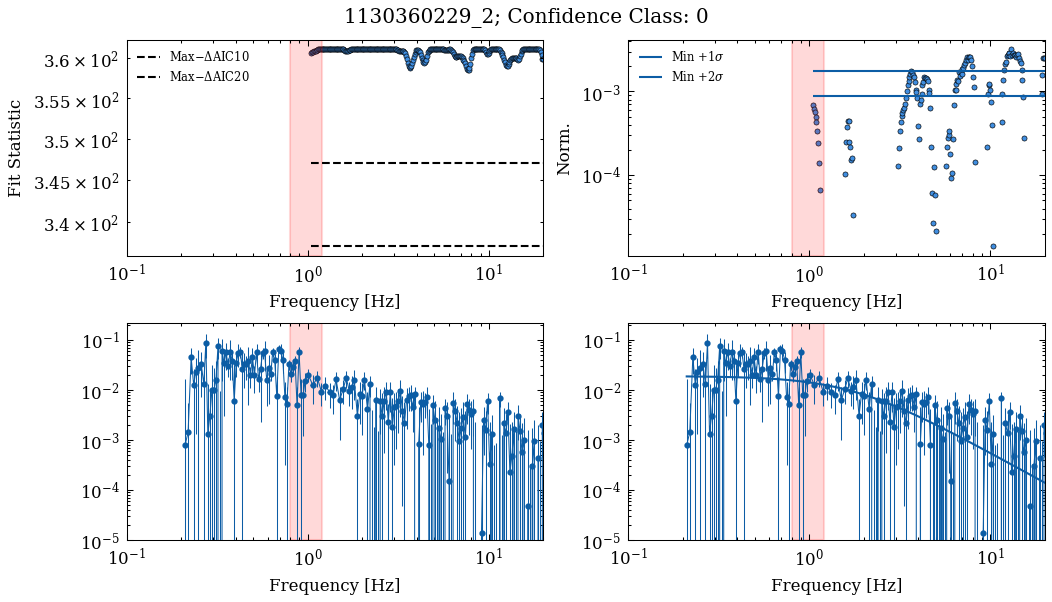 1130360229_2; Confidence Class: 0
Fit Statistic
3.6 × 10²
3.55 × 10²
3.5 × 10²
3.45 × 10²
3.4 × 10²
Max−ΔAIC10
Max−ΔAIC20
10⁻¹ 10⁰ 10¹
Frequency [Hz]
Norm.
10⁻³
10⁻⁴
Min +1σ
Min +2σ
10⁻¹ 10⁰ 10¹
Frequency [Hz]
10⁻¹
10⁻²
10⁻³
10⁻⁴
10⁻⁵
10⁻¹ 10⁰ 10¹
Frequency [Hz]
10⁻¹
10⁻²
10⁻³
10⁻⁴
10⁻⁵
10⁻¹ 10⁰ 10¹
Frequency [Hz]